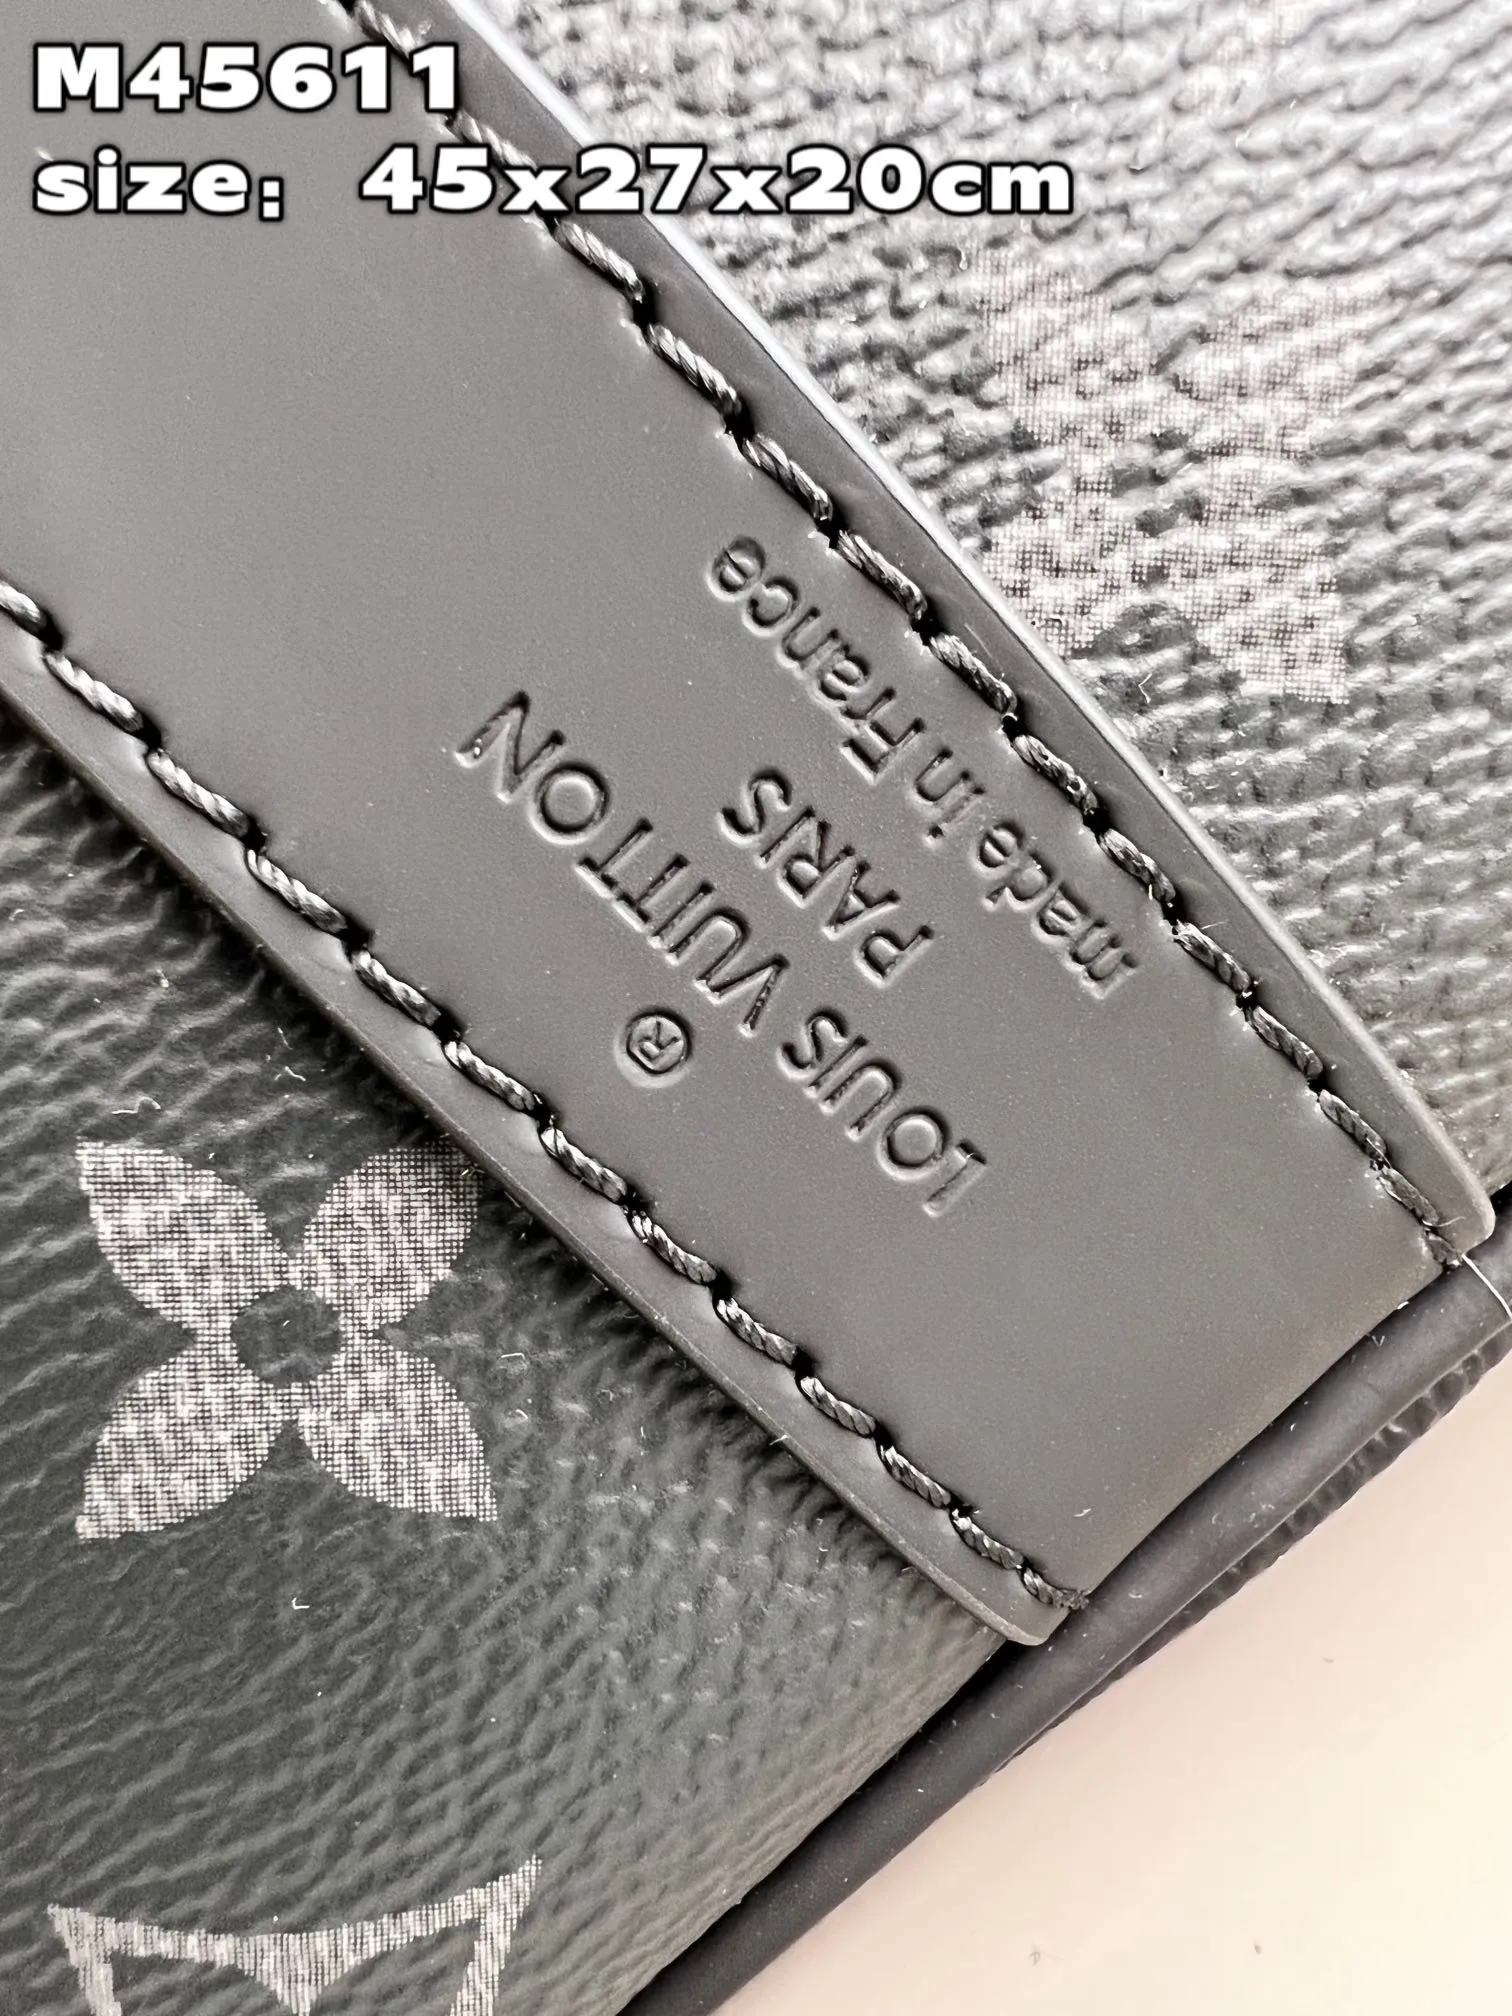 M45611
size： 45x27x20cm
®
LOUIS VUITTON
PARIS
made in France